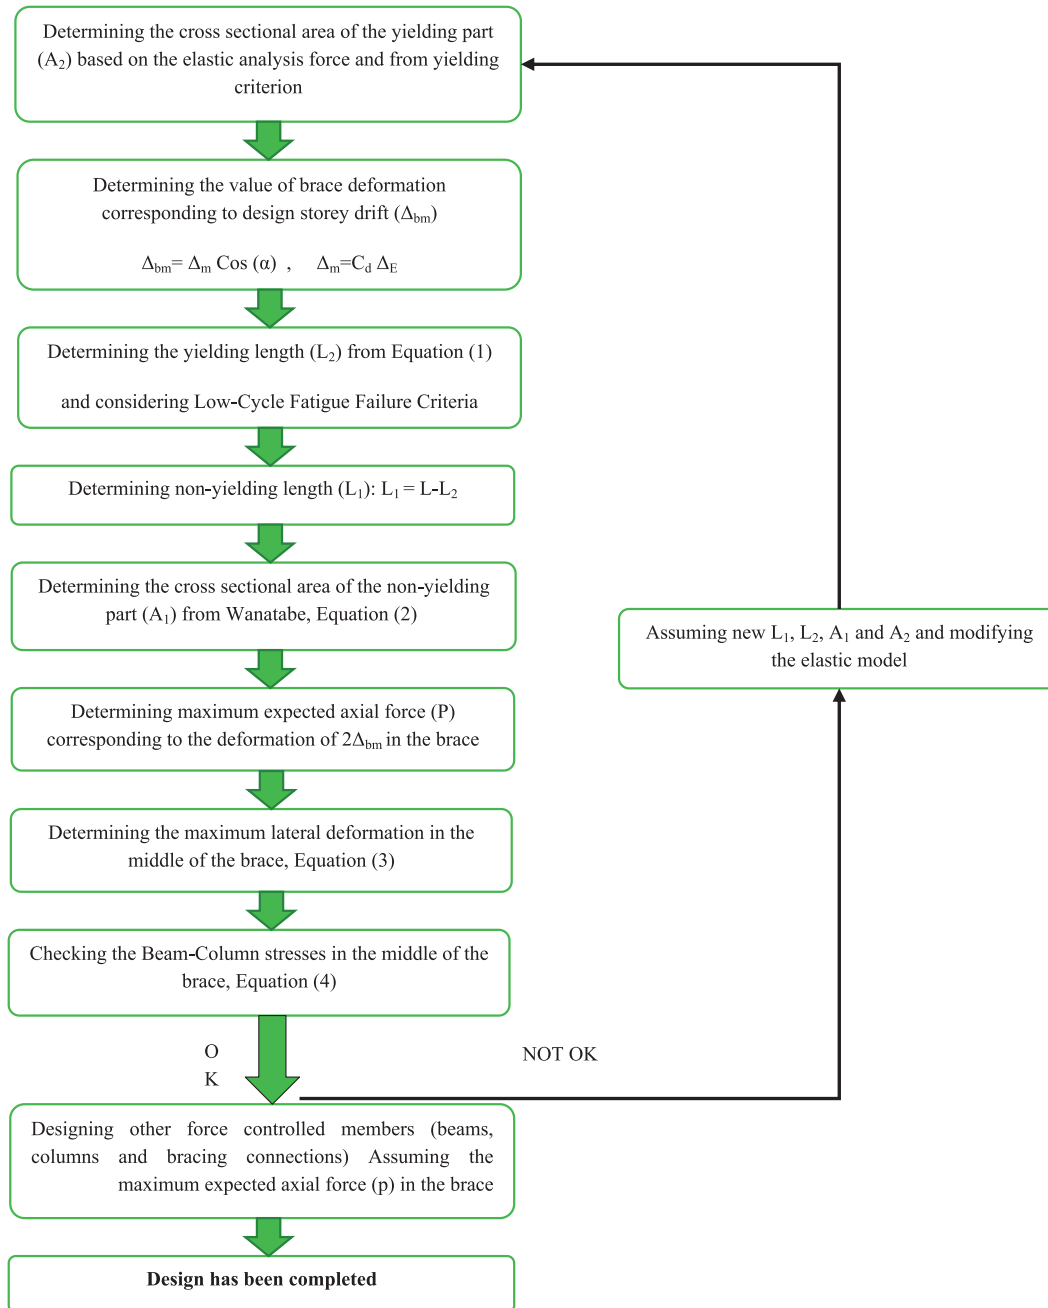 Determining the cross sectional area of the yielding part
(A₂) based on the elastic analysis force and from yielding
criterion
Determining the value of brace deformation
corresponding to design storey drift (Δbm)
Δbm= Δm Cos (α) , Δm=Cd ΔE
Determining the yielding length (L₂) from Equation (1)
and considering Low-Cycle Fatigue Failure Criteria
Determining non-yielding length (L₁): L₁ = L-L₂
Determining the cross sectional area of the non-yielding
part (A₁) from Wanatabe, Equation (2)
Assuming new L₁, L₂, A₁ and A₂ and modifying
the elastic model
Determining maximum expected axial force (P)
corresponding to the deformation of 2Δbm in the brace
Determining the maximum lateral deformation in the
middle of the brace, Equation (3)
Checking the Beam-Column stresses in the middle of the
brace, Equation (4)
O
K
NOT OK
Designing other force controlled members (beams,
columns and bracing connections) Assuming the
maximum expected axial force (p) in the brace
Design has been completed